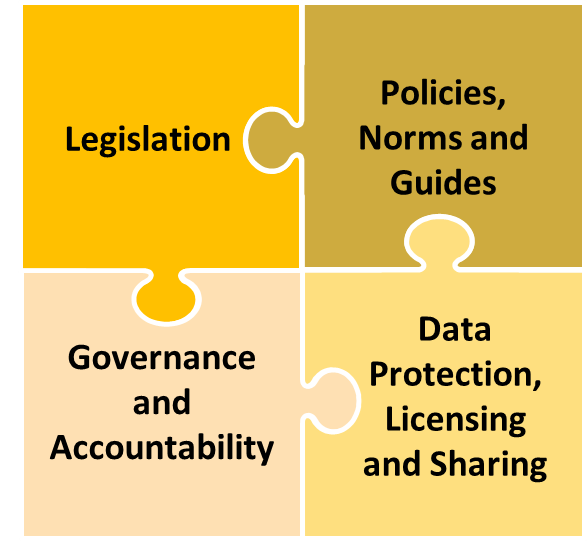 Legislation
Policies,
Norms and
Guides
Governance
and
Accountability
Data
Protection,
Licensing
and Sharing